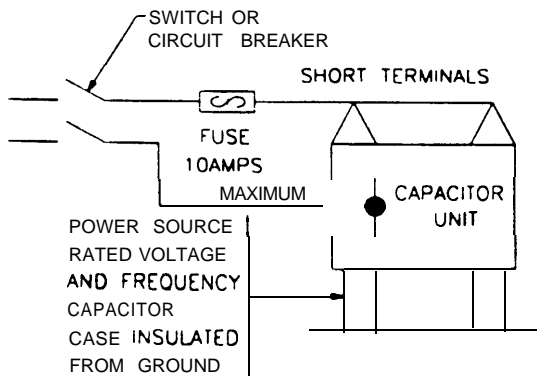 SWITCH OR
CIRCUIT BREAKER
SHORT TERMINALS
FUSE
10AMPS
MAXIMUM
CAPACITOR
UNIT
POWER SOURCE
RATED VOLTAGE
AND FREQUENCY
CAPACITOR
CASE INSULATED
FROM GROUND